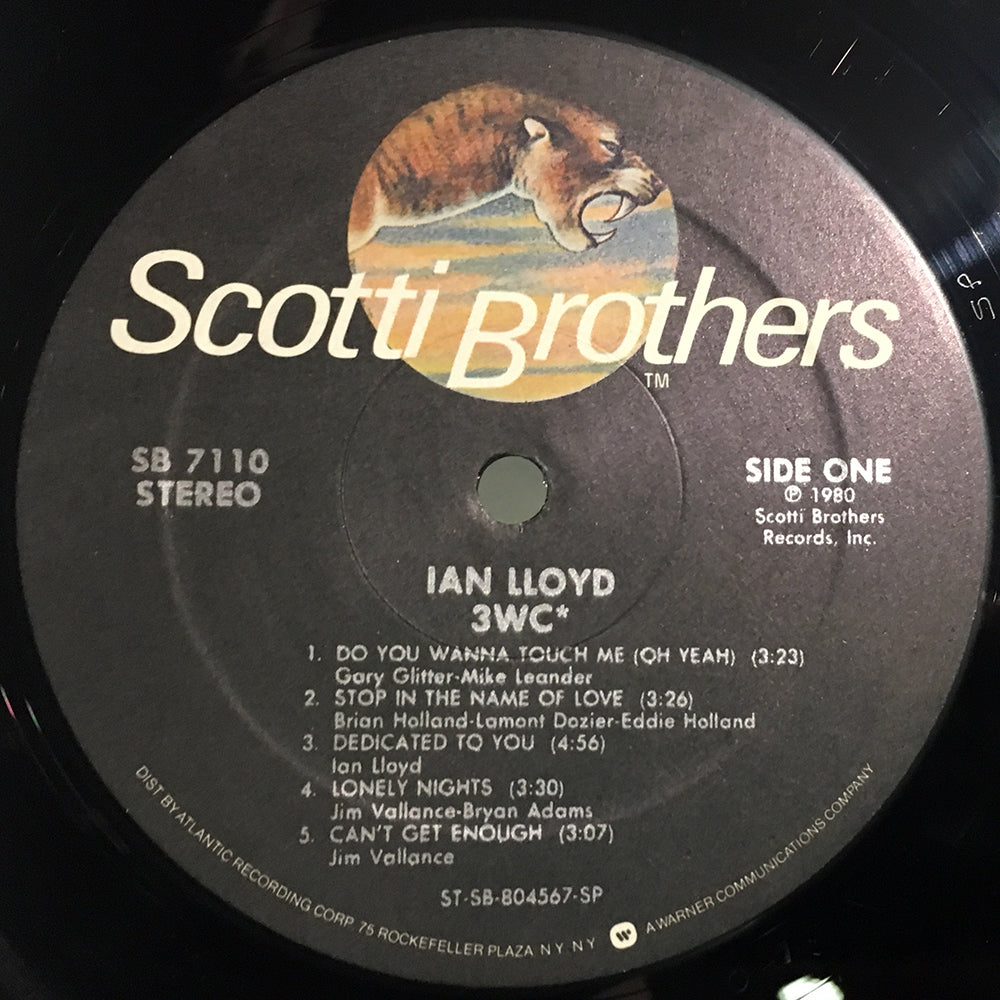 Scotti Brothers
TM
SB 7110
STEREO
SIDE ONE
℗ 1980
Scotti Brothers
Records, Inc.
IAN LLOYD
3WC*
1. DO YOU WANNA TOUCH ME (OH YEAH) (3:23)
Gary Glitter-Mike Leander
2. STOP IN THE NAME OF LOVE (3:26)
Brian Holland-Lamont Dozier-Eddie Holland
3. DEDICATED TO YOU (4:56)
Ian Lloyd
4. LONELY NIGHTS (3:30)
Jim Vallance-Bryan Adams
5. CAN'T GET ENOUGH (3:07)
Jim Vallance
ST-SB-804567-SP
DIST BY ATLANTIC RECORDING CORP 75 ROCKEFELLER PLAZA N Y N Y W A WARNER COMMUNICATIONS COMPANY
SP